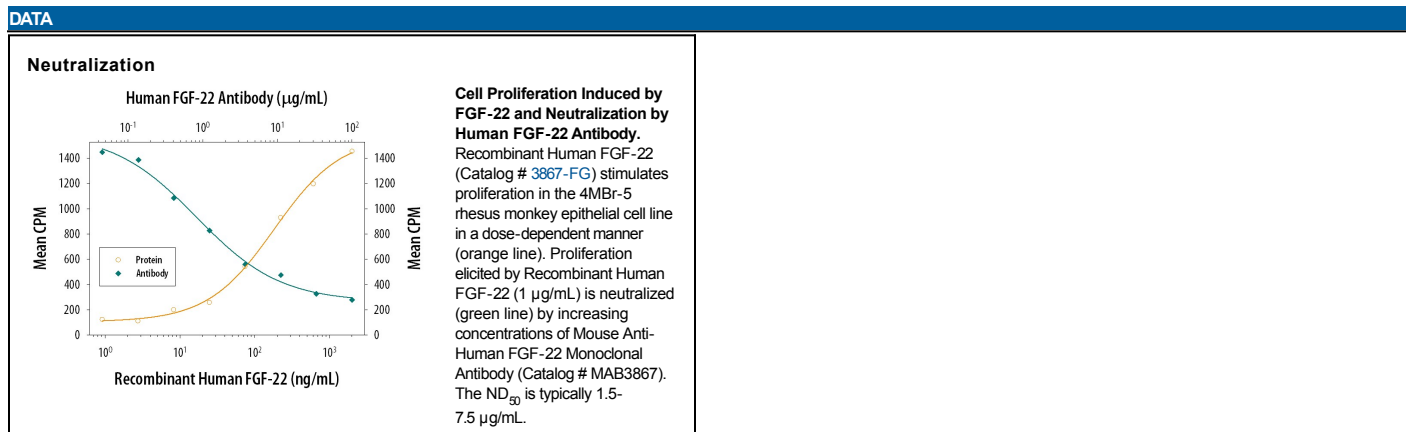 DATA
Neutralization
Human FGF-22 Antibody (µg/mL)
10⁻¹ 10⁰ 10¹ 10²
1400 1400
1200 1200
1000 1000
800 800
600 600
400 400
200 200
0 0
Mean CPM
Mean CPM
Protein
Antibody
10⁰ 10¹ 10² 10³
Recombinant Human FGF-22 (ng/mL)
Cell Proliferation Induced by
FGF-22 and Neutralization by
Human FGF-22 Antibody.
Recombinant Human FGF-22
(Catalog # 3867-FG) stimulates
proliferation in the 4MBr-5
rhesus monkey epithelial cell line
in a dose-dependent manner
(orange line). Proliferation
elicited by Recombinant Human
FGF-22 (1 µg/mL) is neutralized
(green line) by increasing
concentrations of Mouse Anti-
Human FGF-22 Monoclonal
Antibody (Catalog # MAB3867).
The ND₅₀ is typically 1.5-
7.5 µg/mL.